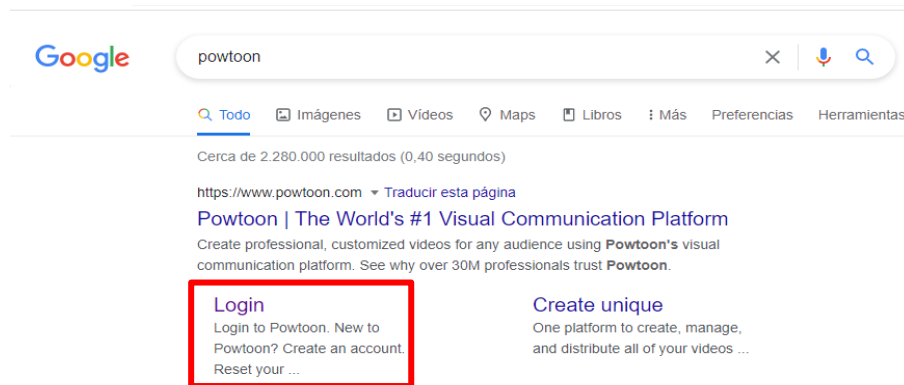 Google
powtoon
Todo Imágenes Vídeos Maps Libros Más Preferencias Herramientas
Cerca de 2.280.000 resultados (0,40 segundos)
https://www.powtoon.com Traducir esta página
Powtoon | The World's #1 Visual Communication Platform
Create professional, customized videos for any audience using Powtoon's visual
communication platform. See why over 30M professionals trust Powtoon.
Login
Login to Powtoon. New to
Powtoon? Create an account.
Reset your ...
Create unique
One platform to create, manage,
and distribute all of your videos ...